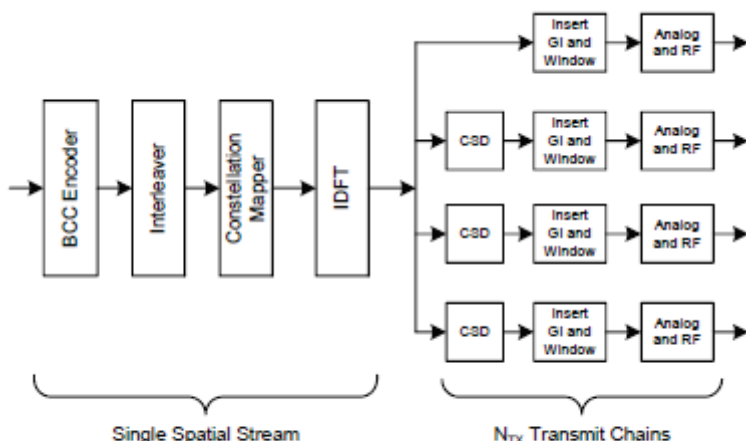 Insert
GI and
Window
Analog
and RF
BCC Encoder
Interleaver
Constellation
Mapper
IDFT
CSD
Insert
GI and
Window
Analog
and RF
CSD
Insert
GI and
Window
Analog
and RF
CSD
Insert
GI and
Window
Analog
and RF
Single Spatial Stream
NTX Transmit Chains